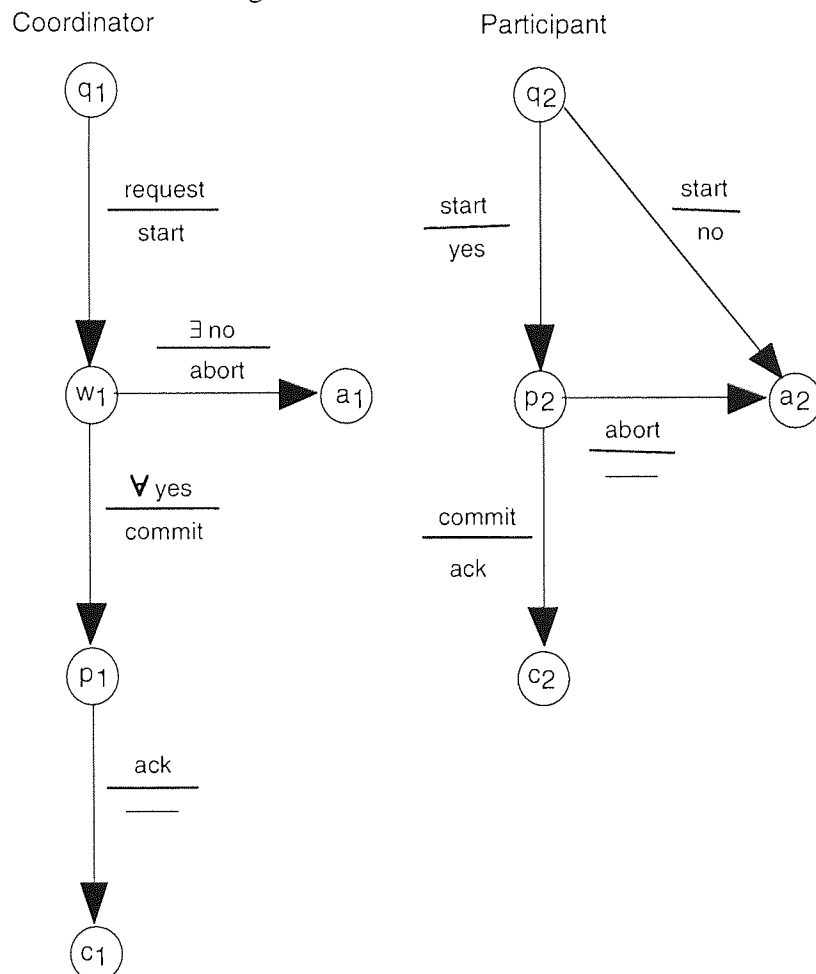 Coordinator
Participant
q1
q2
request
start
start
yes
start
no
∃ no
abort
w1
a1
p2
a2
abort
∀ yes
commit
commit
ack
p1
c2
ack
c1